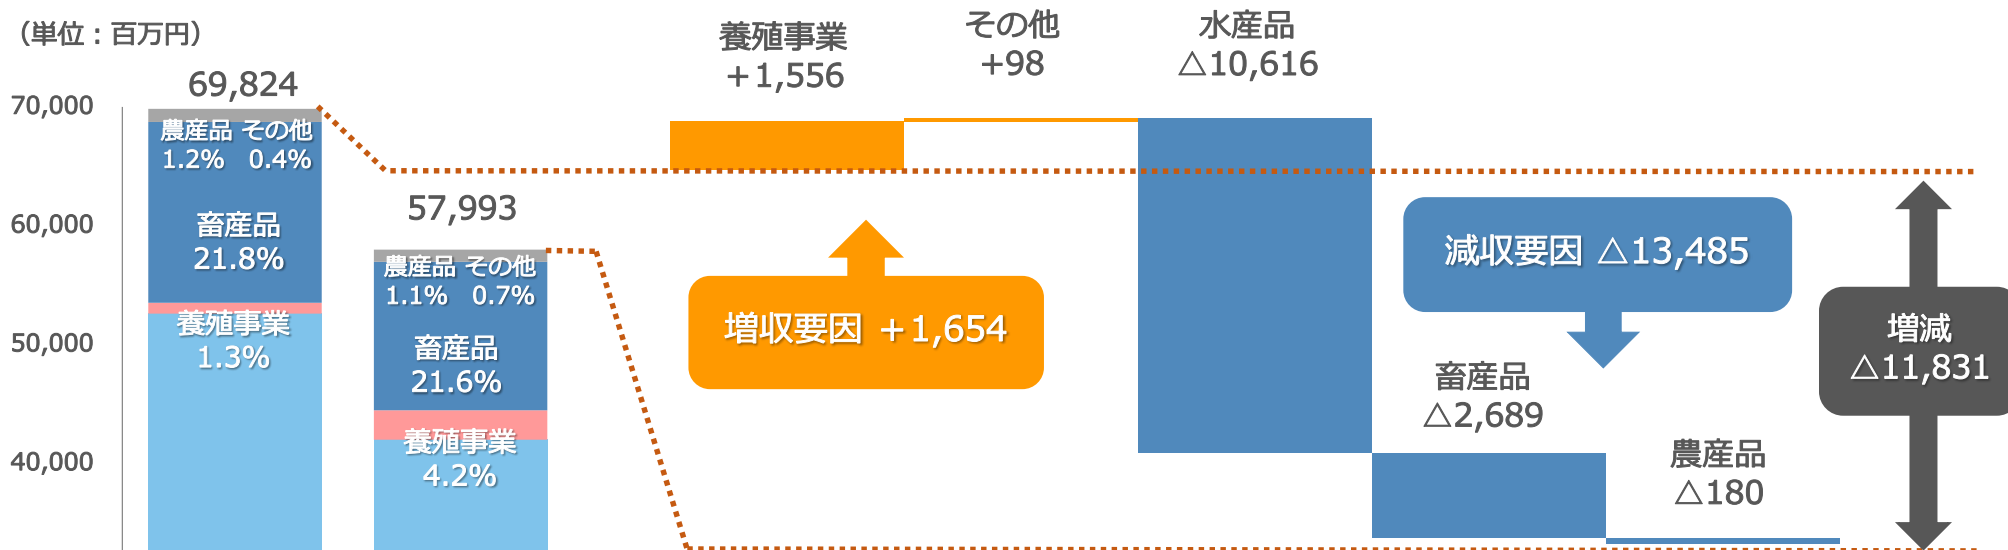 （単位：百万円）
69,824
57,993
養殖事業
+1,556
その他
+98
水産品
△10,616
70,000
60,000
50,000
40,000
農産品 その他
1.2% 0.4%
畜産品
21.8%
養殖事業
1.3%
農産品 その他
1.1% 0.7%
畜産品
21.6%
養殖事業
4.2%
増収要因 +1,654
減収要因 △13,485
畜産品
△2,689
農産品
△180
増減
△11,831